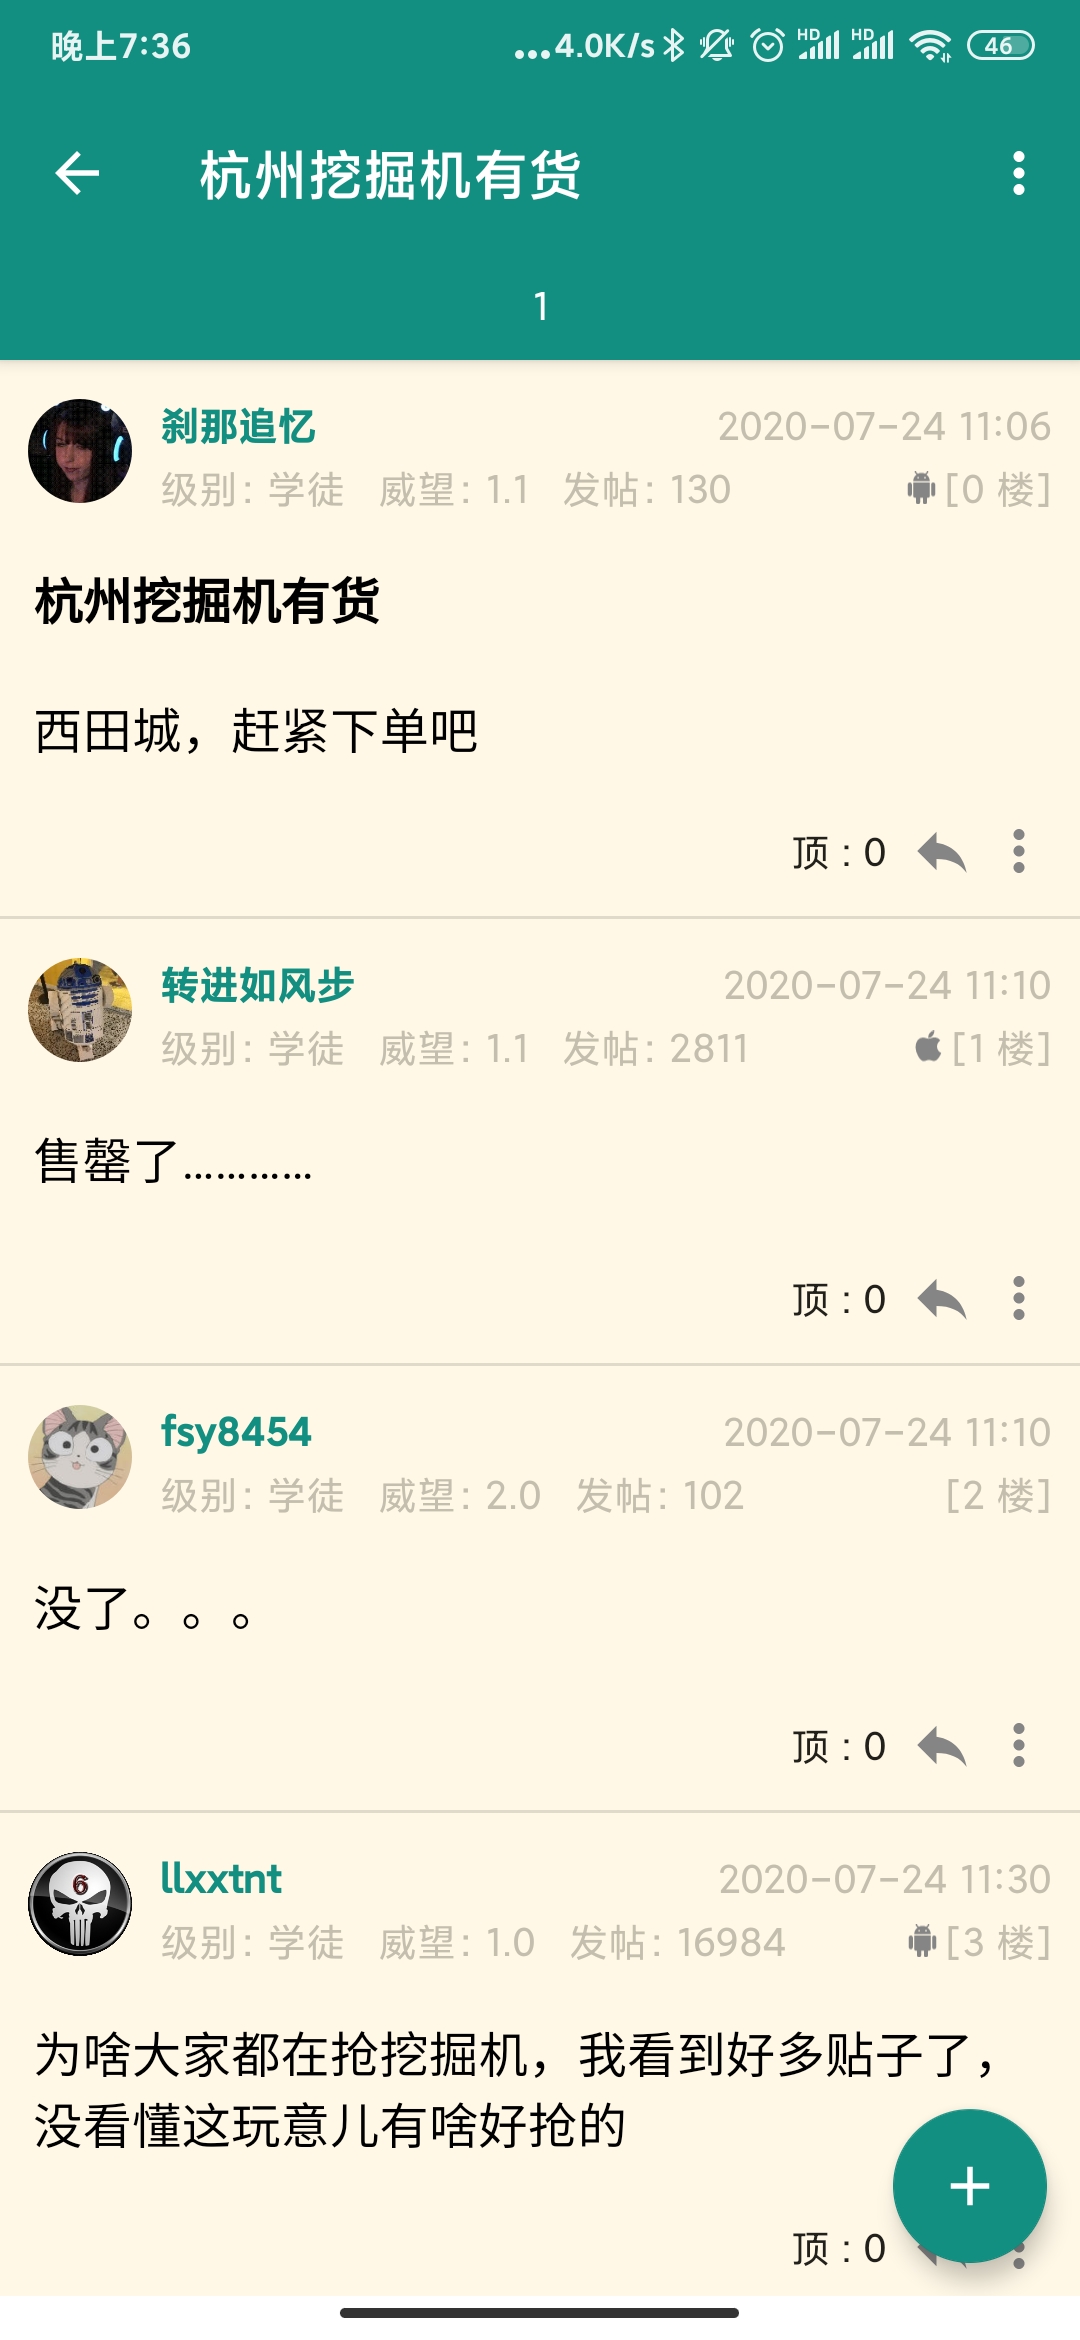 晚上7:36
...4.0K/s HD HD 46
杭州挖掘机有货
1
刹那追忆 2020-07-24 11:06
级别: 学徒 威望: 1.1 发帖: 130 [0 楼]
杭州挖掘机有货
西田城，赶紧下单吧
顶 : 0
转进如风步 2020-07-24 11:10
级别: 学徒 威望: 1.1 发帖: 2811 [1 楼]
售罄了…………
顶 : 0
fsy8454 2020-07-24 11:10
级别: 学徒 威望: 2.0 发帖: 102 [2 楼]
没了。。。
顶 : 0
6
llxxtnt 2020-07-24 11:30
级别: 学徒 威望: 1.0 发帖: 16984 [3 楼]
为啥大家都在抢挖掘机，我看到好多贴子了，
没看懂这玩意儿有啥好抢的
顶 : 0